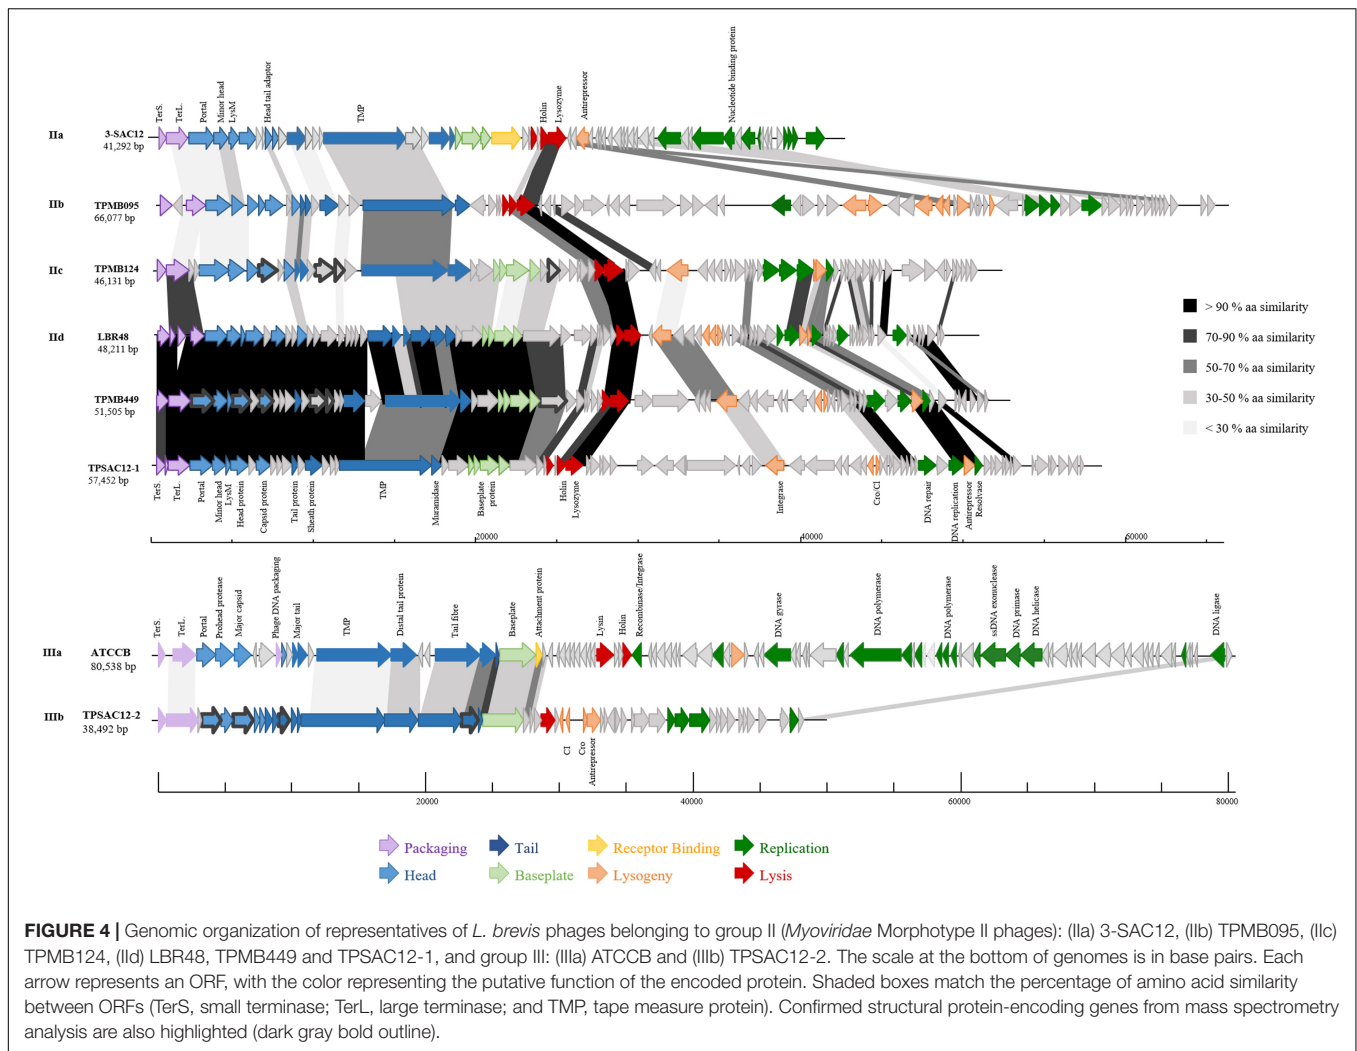 TerS.
TerL.
Portal
Minor head
LysM
Head tail adaptor
TMP
Holin
Lysozyme
Antirepressor
Nucleotide binding protein
IIa
3-SAC12
41,292 bp
IIb
TPMB095
66,077 bp
IIc
TPMB124
46,131 bp
IId
LBR48
48,211 bp
TPMB449
51,505 bp
TPSAC12-1
57,452 bp
> 90 % aa similarity
70-90 % aa similarity
50-70 % aa similarity
30-50 % aa similarity
< 30 % aa similarity
TerS.
TerL.
Portal
Minor head
LysM
Head protein
Capsid protein
Tail protein
Sheath protein
TMP
Muramidase
Baseplate
protein
Holin
Lysozyme
Integrase
Cro/CI
DNA repair
DNA replication
Antirepressor
Resolvase
20000
40000
60000
TerS.
TerL.
Portal
Prohead protease
Major capsid
Phage DNA packaging
Major tail
TMP
Distal tail protein
Tail fibre
Baseplate
Attachment protein
Lysin
Holin
Recombinase/Integrase
DNA gyrase
DNA polymerase
DNA polymerase
ssDNA exonuclease
DNA primase
DNA helicase
DNA ligase
IIIa
ATCCB
80,538 bp
IIIb
TPSAC12-2
38,492 bp
CI
Cro
Antirepressor
20000
40000
60000
80000
Packaging
Tail
Receptor Binding
Replication
Head
Baseplate
Lysogeny
Lysis
FIGURE 4 | Genomic organization of representatives of L. brevis phages belonging to group II (Myoviridae Morphotype II phages): (IIa) 3-SAC12, (IIb) TPMB095, (IIc)
TPMB124, (IId) LBR48, TPMB449 and TPSAC12-1, and group III: (IIIa) ATCCB and (IIIb) TPSAC12-2. The scale at the bottom of genomes is in base pairs. Each
arrow represents an ORF, with the color representing the putative function of the encoded protein. Shaded boxes match the percentage of amino acid similarity
between ORFs (TerS, small terminase; TerL, large terminase; and TMP, tape measure protein). Confirmed structural protein-encoding genes from mass spectrometry
analysis are also highlighted (dark gray bold outline).